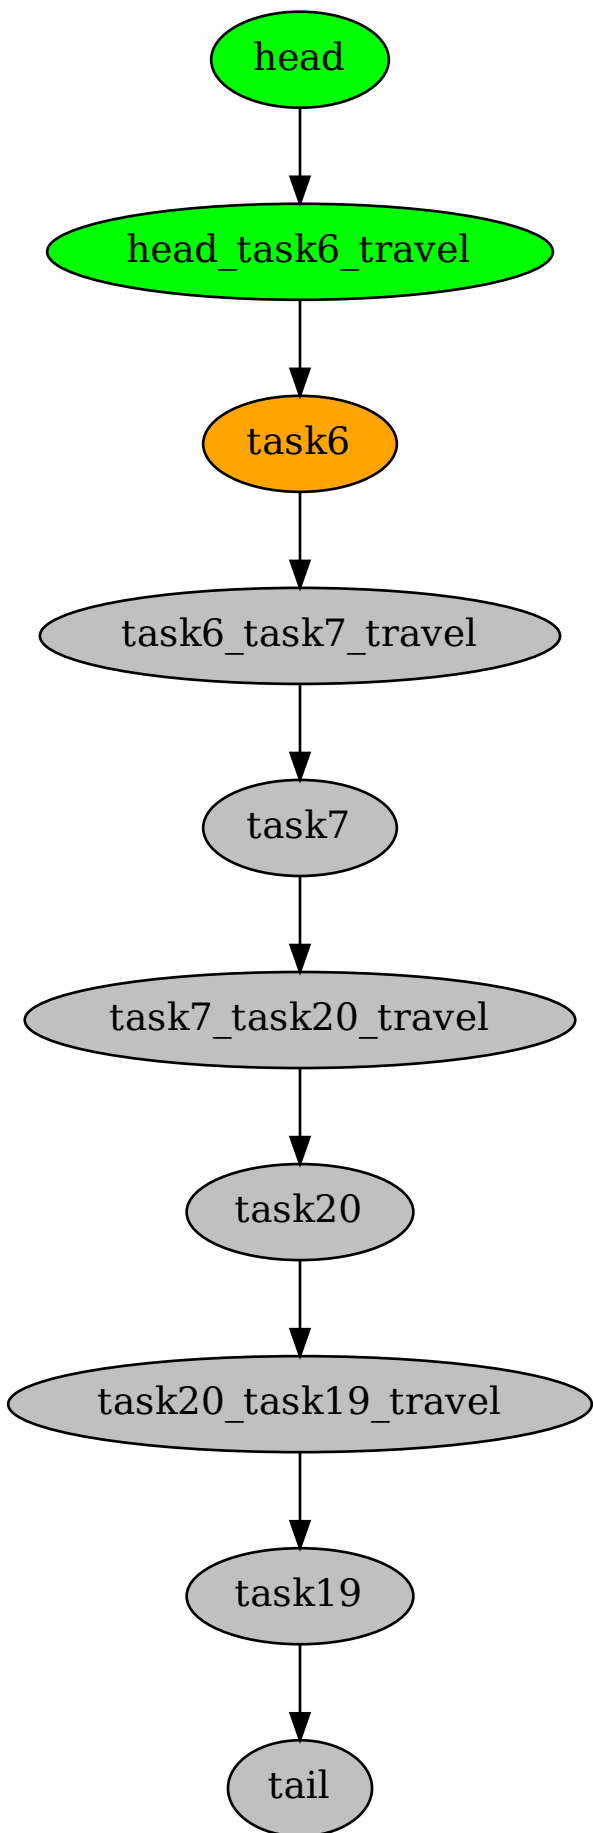 head
head_task6_travel
task6
task6_task7_travel
task7
task7_task20_travel
task20
task20_task19_travel
task19
tail